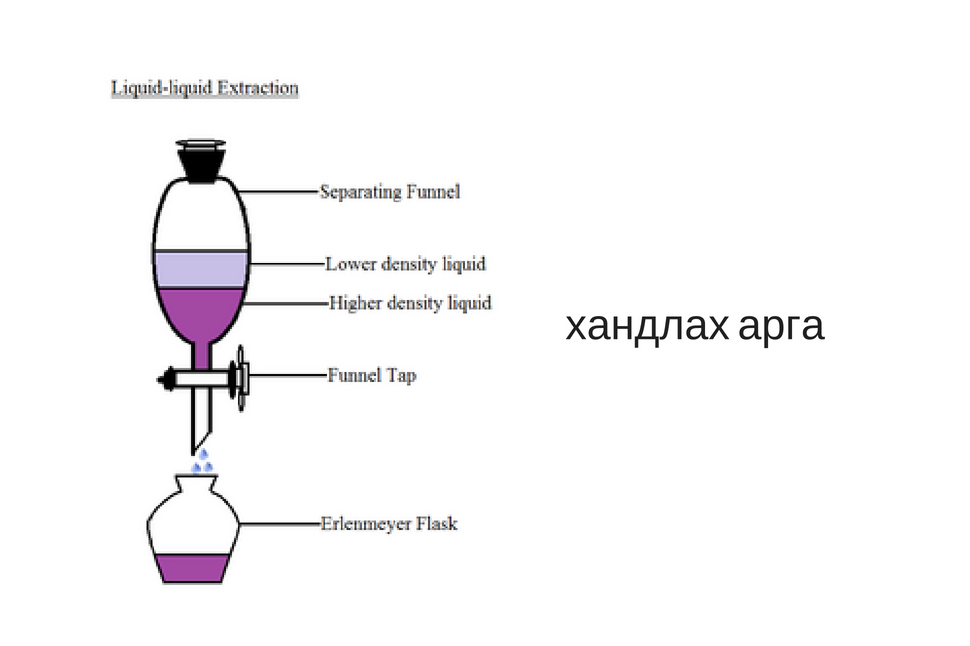 Liquid-liquid Extraction
Separating Funnel
Lower density liquid
Higher density liquid
хандлах арга
Funnel Tap
Erlenmeyer Flask